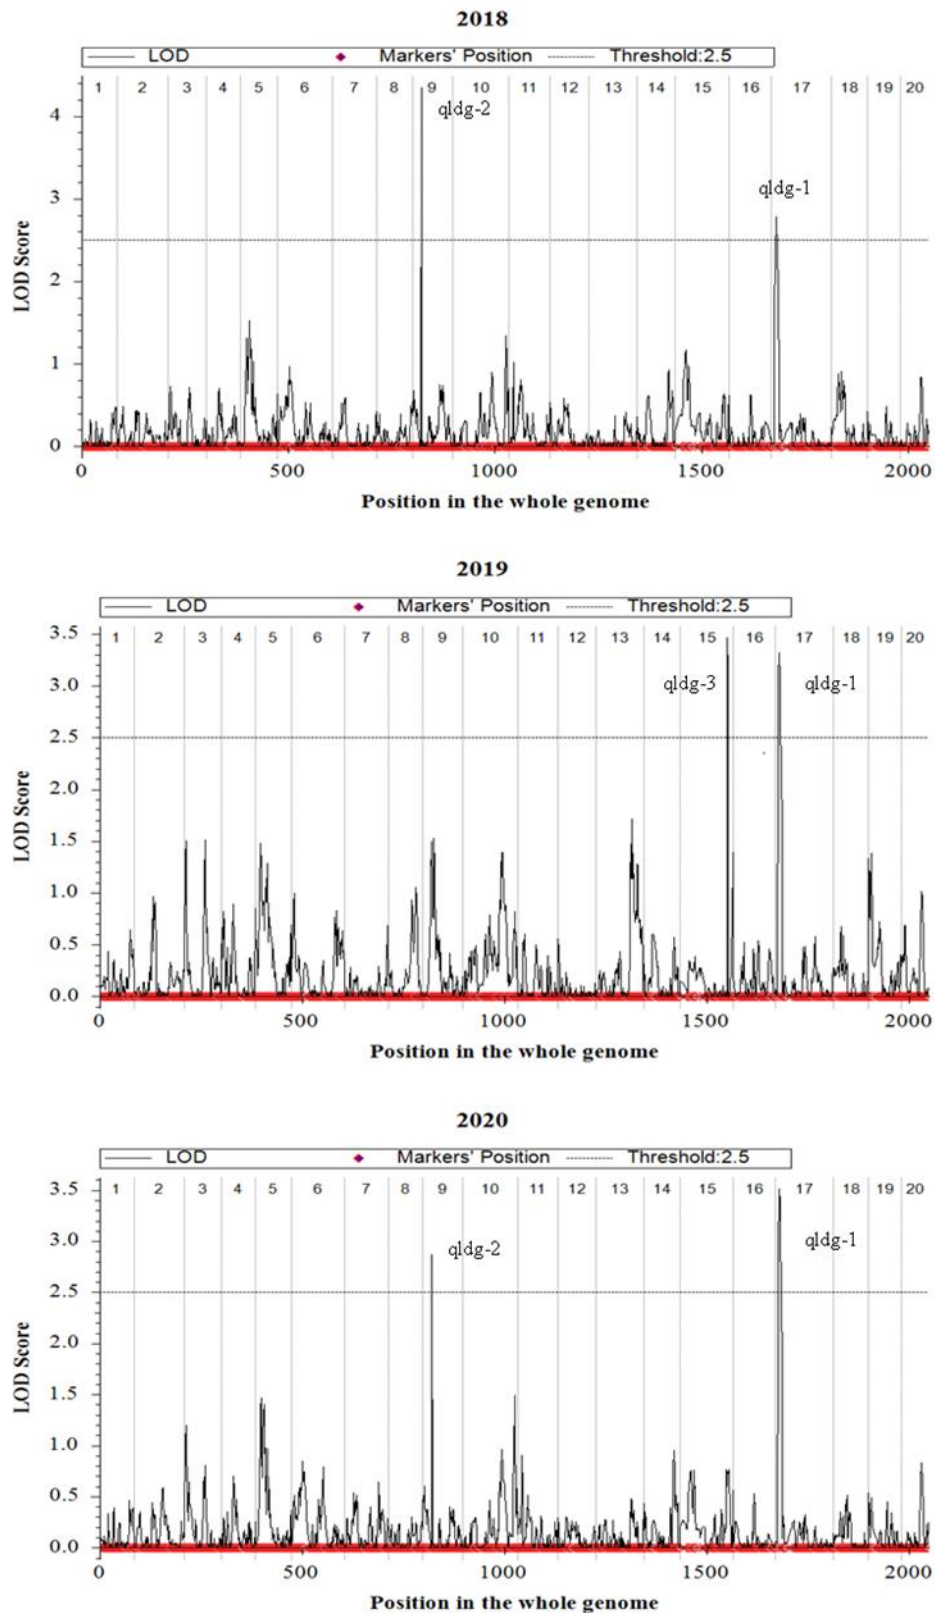 2018
LOD Markers' Position Threshold:2.5
1 2 3 4 5 6 7 8 9 10 11 12 13 14 15 16 17 18 19 20
4
qldg-2
qldg-1
3
2
1
0
LOD Score
0 500 1000 1500 2000
Position in the whole genome
2019
LOD Markers' Position Threshold:2.5
3.5
1 2 3 4 5 6 7 8 9 10 11 12 13 14 15 16 17 18 19 20
3.0
qldg-3 qldg-1
2.5
2.0
1.5
1.0
0.5
0.0
LOD Score
0 500 1000 1500 2000
Position in the whole genome
2020
LOD Markers' Position Threshold:2.5
3.5
1 2 3 4 5 6 7 8 9 10 11 12 13 14 15 16 17 18 19 20
3.0
qldg-2 qldg-1
2.5
2.0
1.5
1.0
0.5
0.0
LOD Score
0 500 1000 1500 2000
Position in the whole genome